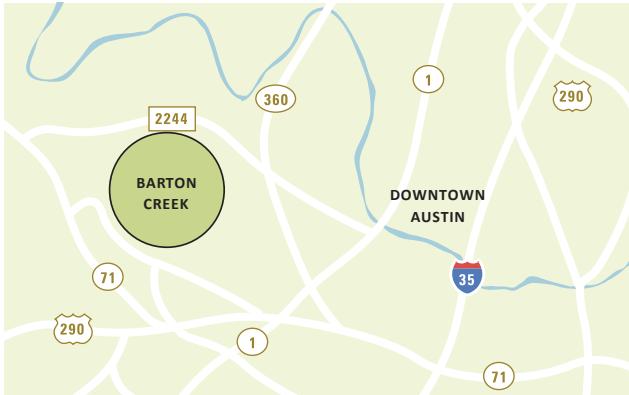 1
290
360
2244
BARTON
CREEK
DOWNTOWN
AUSTIN
71
35
290
1
71